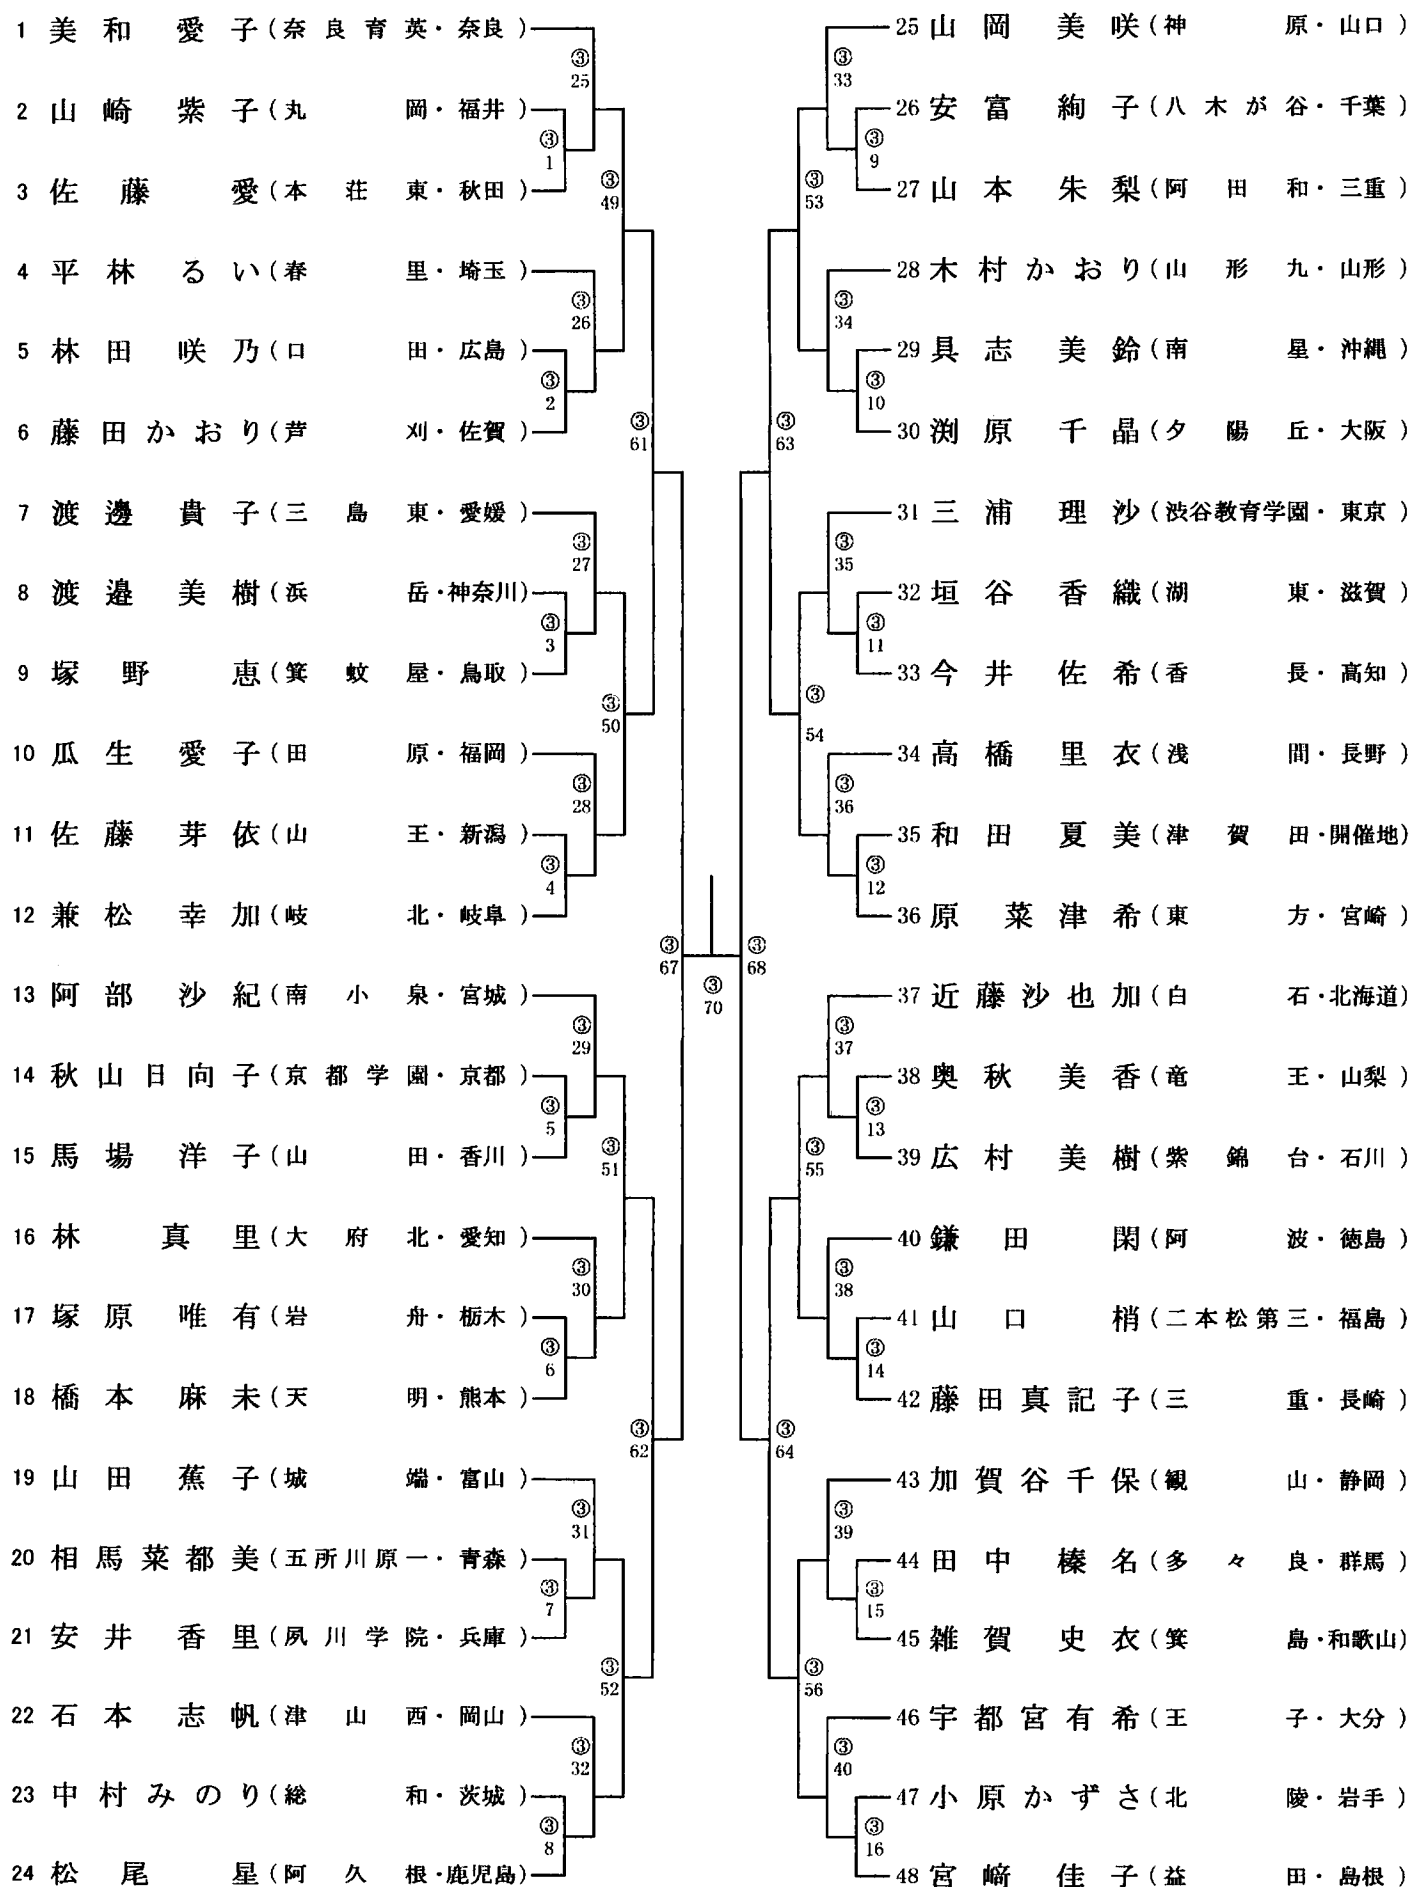 1 美和愛子(奈良育英・奈良)
③
25
2 山崎紫子(丸岡・福井)
③
1
3 佐藤愛(本荘東・秋田)
③
49
4 平林るい(春里・埼玉)
③
26
5 林田咲乃(口田・広島)
③
2
6 藤田かおり(芦刈・佐賀)
③
61
7 渡邊貴子(三島東・愛媛)
③
27
8 渡邉美樹(浜岳・神奈川)
③
3
9 塚野恵(箕蚊屋・鳥取)
③
50
10 瓜生愛子(田原・福岡)
③
28
11 佐藤芽依(山王・新潟)
③
4
12 兼松幸加(岐北・岐阜)
③
67
13 阿部沙紀(南小泉・宮城)
③
29
14 秋山日向子(京都学園・京都)
③
5
15 馬場洋子(山田・香川)
③
51
16 林真里(大府北・愛知)
③
30
17 塚原唯有(岩舟・栃木)
③
6
18 橋本麻未(天明・熊本)
③
62
19 山田蕉子(城端・富山)
③
31
20 相馬菜都美(五所川原一・青森)
③
7
21 安井香里(夙川学院・兵庫)
③
52
22 石本志帆(津山西・岡山)
③
32
23 中村みのり(総和・茨城)
③
8
24 松尾星(阿久根・鹿児島)
③
70
25 山岡美咲(神原・山口)
③
33
26 安富絢子(八木が谷・千葉)
③
9
27 山本朱梨(阿田和・三重)
③
53
28 木村かおり(山形九・山形)
③
34
29 具志美鈴(南星・沖縄)
③
10
30 渕原千晶(夕陽丘・大阪)
③
63
31 三浦理沙(渋谷教育学園・東京)
③
35
32 垣谷香織(湖東・滋賀)
③
11
33 今井佐希(香長・高知)
③
54
34 高橋里衣(浅間・長野)
③
36
35 和田夏美(津賀田・開催地)
③
12
36 原菜津希(東方・宮崎)
③
68
37 近藤沙也加(白石・北海道)
③
37
38 奥秋美香(竜王・山梨)
③
13
39 広村美樹(紫錦台・石川)
③
55
40 鎌田閑(阿波・徳島)
③
38
41 山口梢(二本松第三・福島)
③
14
42 藤田真記子(三重・長崎)
③
64
43 加賀谷千保(観山・静岡)
③
39
44 田中榛名(多々良・群馬)
③
15
45 雑賀史衣(箕島・和歌山)
③
56
46 宇都宮有希(王子・大分)
③
40
47 小原かずさ(北陵・岩手)
③
16
48 宮﨑佳子(益田・島根)